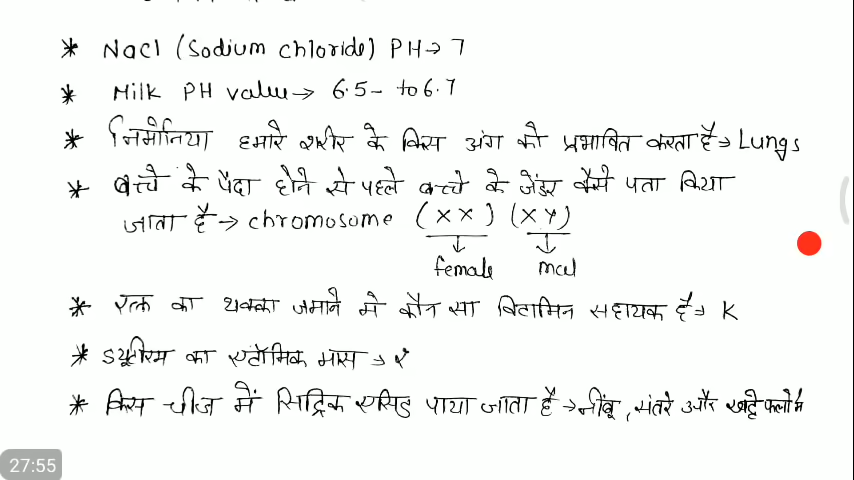 * Nacl (Sodium chloride) PH→ 7
* Milk PH value→ 6.5- to 6.7
* निमोनिया हमारे शरीर के किस अंग को प्रभावित करता है→ Lungs
* बच्चे के पैदा होने से पहले बच्चे के जेंडर कैसे पता किया
जाता है→ chromosome (XX) (XY)
↓ ↓
female mal
* रक्त का थक्का जमाने मे कौन सा विटामिन सहायक है→ K
* ड्यूटीरियम का एटॉमिक मास →
* किस चीज में सिट्रिक एसिड पाया जाता है→ नींबू, संतरे और खट्टे फलो मे
27:55